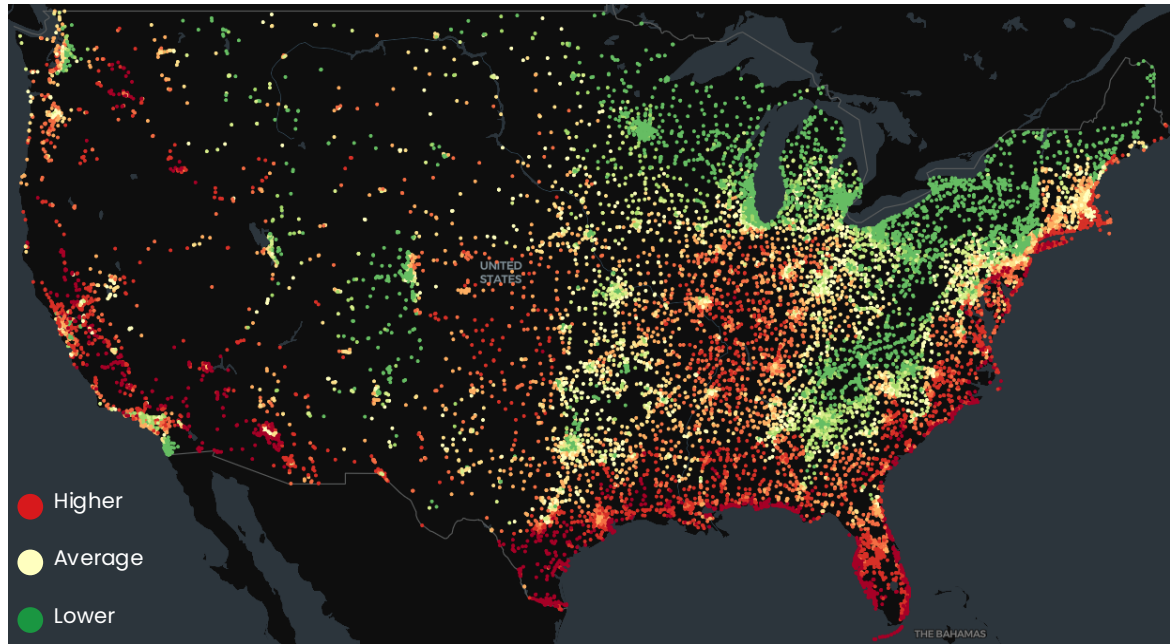 UNITED
STATES
Higher
Average
Lower
THE BAHAMAS